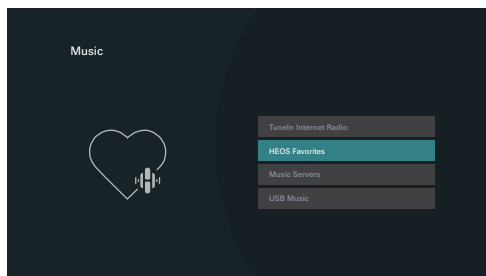 Music
TuneIn Internet Radio
HEOS Favorites
Music Servers
USB Music